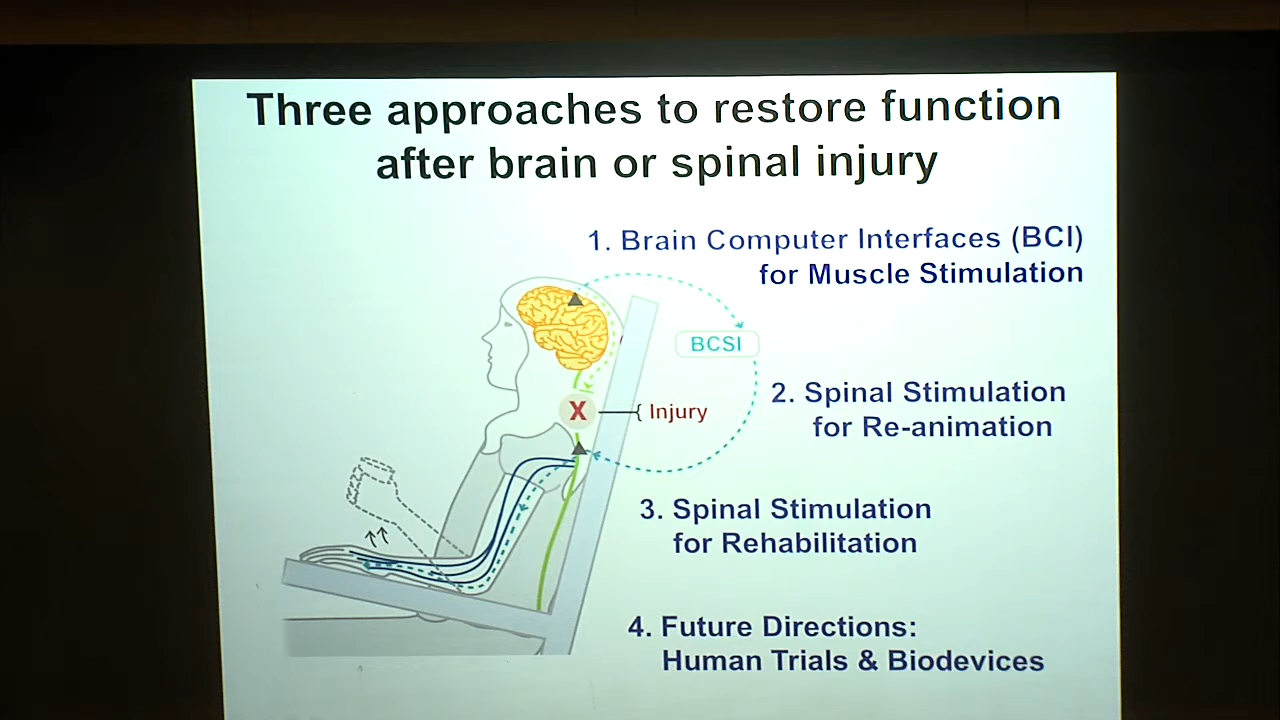 Three approaches to restore function
after brain or spinal injury
1. Brain Computer Interfaces (BCI)
for Muscle Stimulation
BCSI
2. Spinal Stimulation
for Re-animation
X
Injury
3. Spinal Stimulation
for Rehabilitation
4. Future Directions:
Human Trials & Biodevices